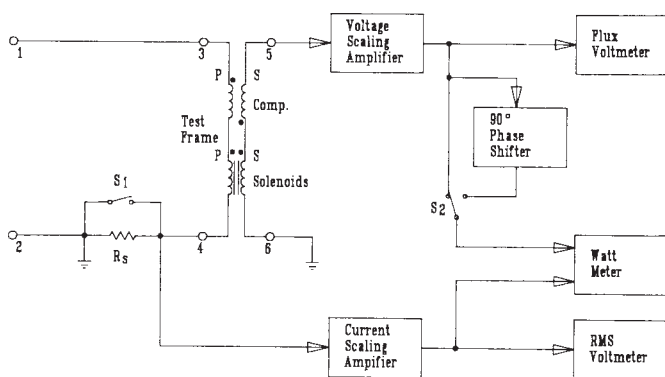 Voltage
Scaling
Amplifier
Flux
Voltmeter
1
3
5
P
S
Comp.
Test
Frame
P
S
Solenoids
90°
Phase
Shifter
S1
S2
2
Rs
4
6
Watt
Meter
Current
Scaling
Ampifier
RMS
Voltmeter